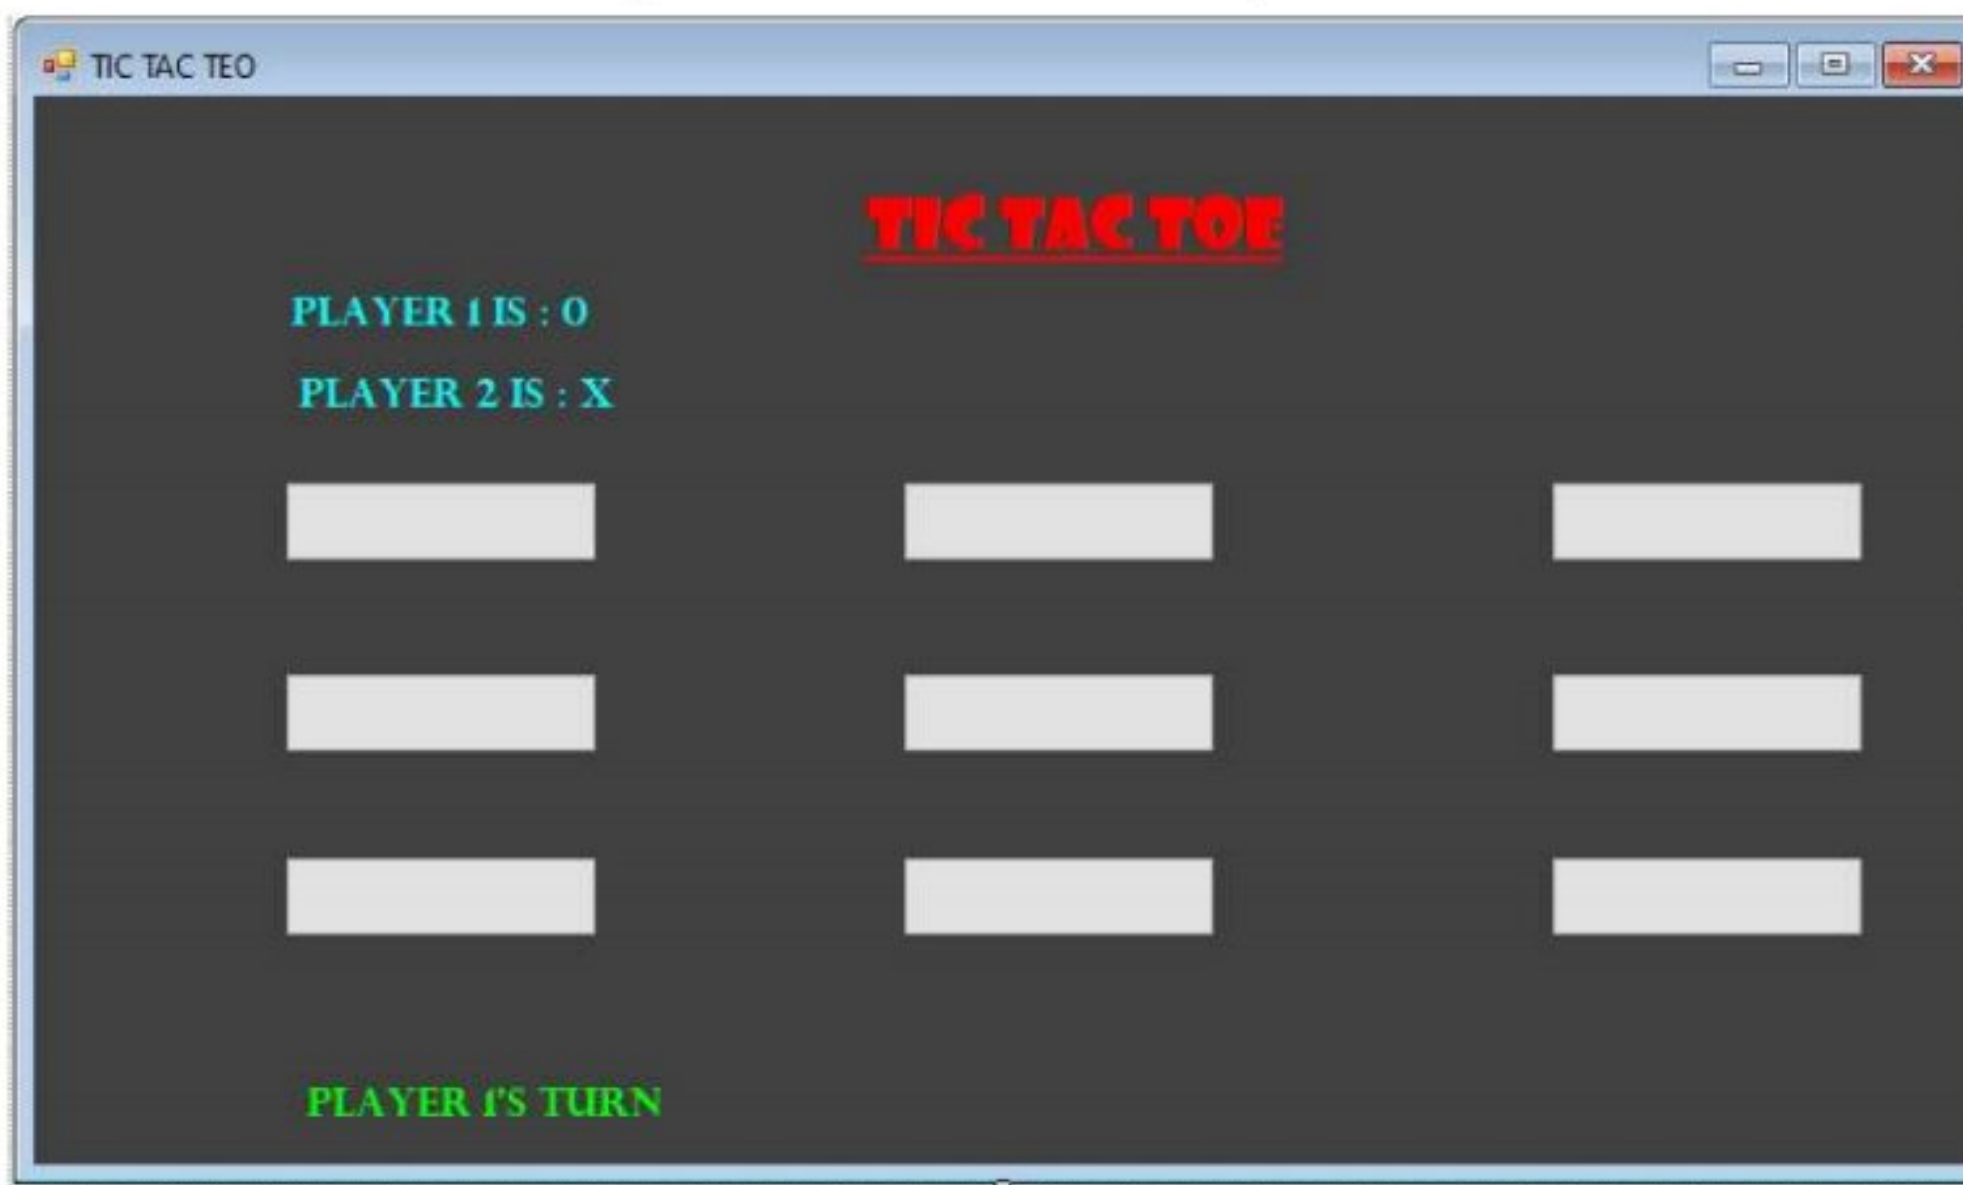 TIC TAC TEO
TIC TAC TOE
PLAYER 1 IS : O
PLAYER 2 IS : X
PLAYER 1'S TURN